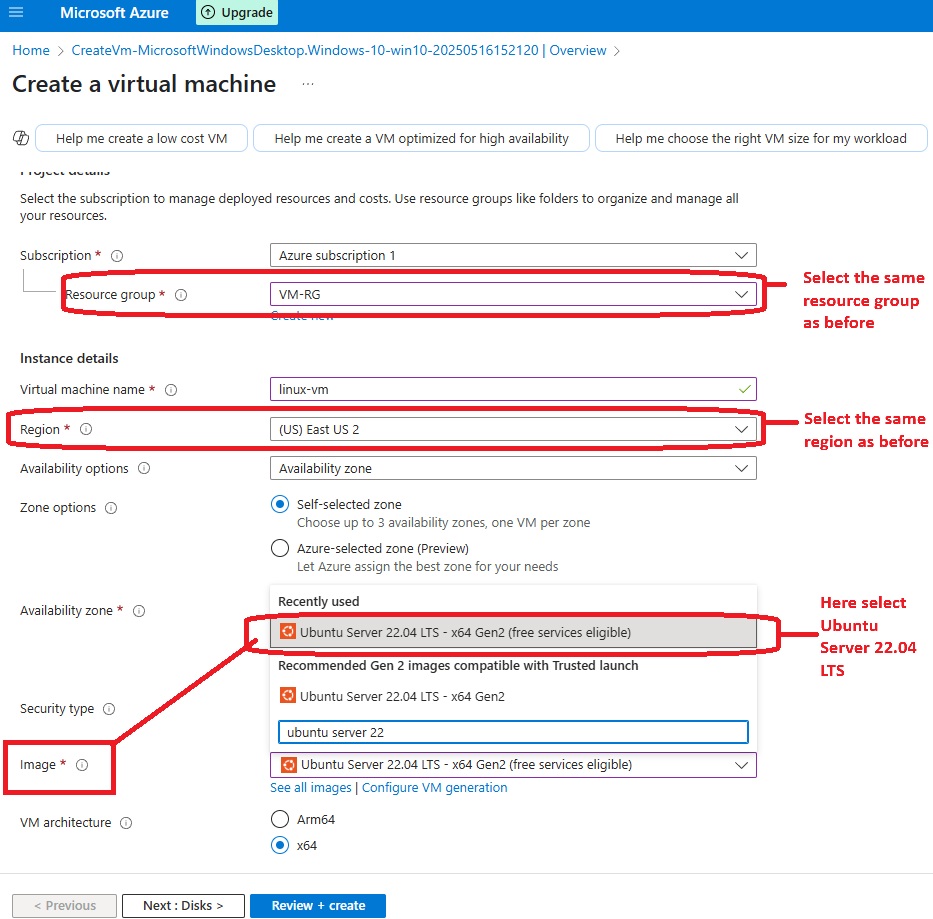 Microsoft Azure
Upgrade
Home > CreateVm-MicrosoftWindowsDesktop.Windows-10-win10-20250516152120 | Overview >
Create a virtual machine ...
Help me create a low cost VM
Help me create a VM optimized for high availability
Help me choose the right VM size for my workload
Project details
Select the subscription to manage deployed resources and costs. Use resource groups like folders to organize and manage all
your resources.
Subscription *
Azure subscription 1
Resource group *
VM-RG
Create new
Select the same
resource group
as before
Instance details
Virtual machine name *
linux-vm
Region *
(US) East US 2
Select the same
region as before
Availability options
Availability zone
Zone options
Self-selected zone
Choose up to 3 availability zones, one VM per zone
Azure-selected zone (Preview)
Let Azure assign the best zone for your needs
Availability zone *
Recently used
Ubuntu Server 22.04 LTS - x64 Gen2 (free services eligible)
Here select
Ubuntu
Server 22.04
LTS
Recommended Gen 2 images compatible with Trusted launch
Ubuntu Server 22.04 LTS - x64 Gen2
Security type
ubuntu server 22
Image *
Ubuntu Server 22.04 LTS - x64 Gen2 (free services eligible)
See all images | Configure VM generation
VM architecture
Arm64
x64
< Previous
Next : Disks >
Review + create